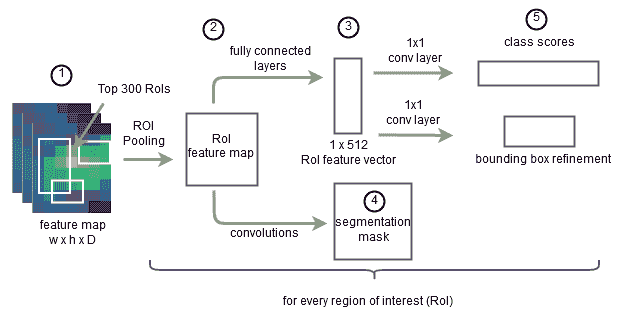 1
Top 300 RoIs
feature map
w x h x D
ROI
Pooling
2
RoI
feature map
fully connected
layers
convolutions
3
1 x 512
RoI feature vector
4
segmentation
mask
1x1
conv layer
1x1
conv layer
5
class scores
bounding box refinement
for every region of interest (RoI)